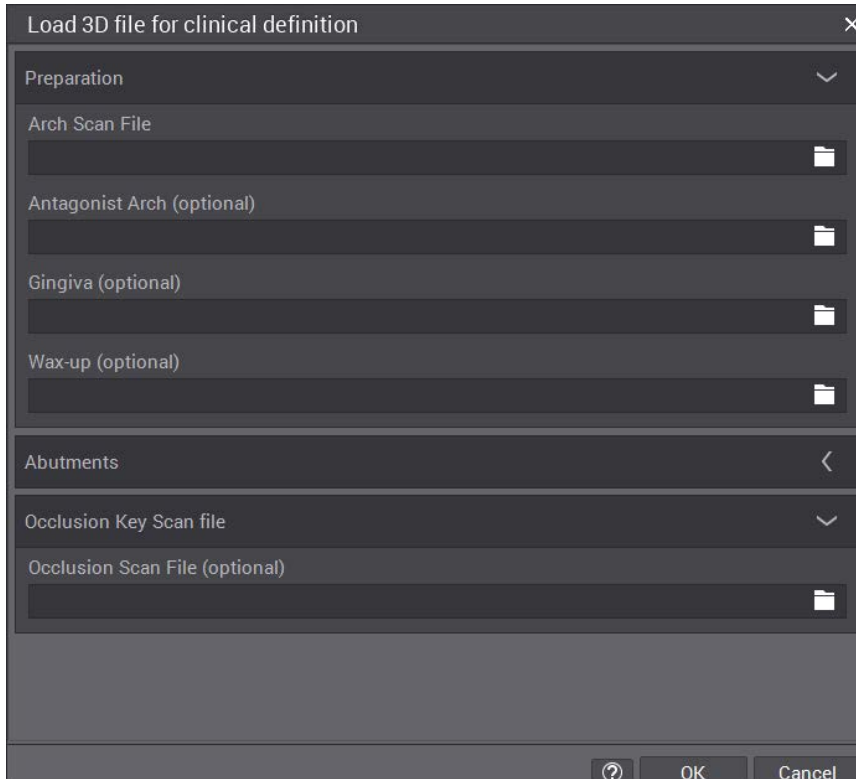 Load 3D file for clinical definition
Preparation
Arch Scan File
Antagonist Arch (optional)
Gingiva (optional)
Wax-up (optional)
Abutments
Occlusion Key Scan file
Occlusion Scan File (optional)
? OK Cancel